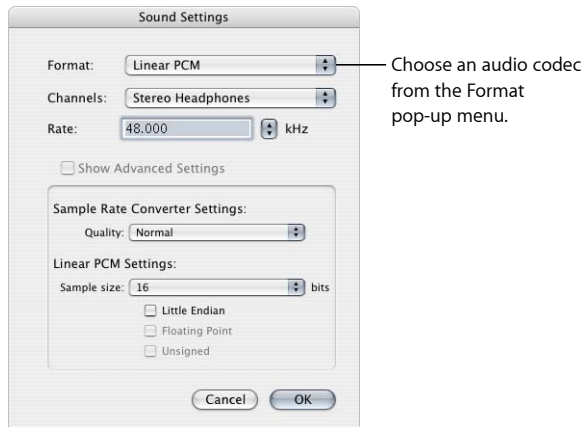 Sound Settings
Format: Linear PCM
Choose an audio codec
from the Format
pop-up menu.
Channels: Stereo Headphones
Rate: 48.000 kHz
Show Advanced Settings
Sample Rate Converter Settings:
Quality: Normal
Linear PCM Settings:
Sample size: 16 bits
Little Endian
Floating Point
Unsigned
Cancel OK